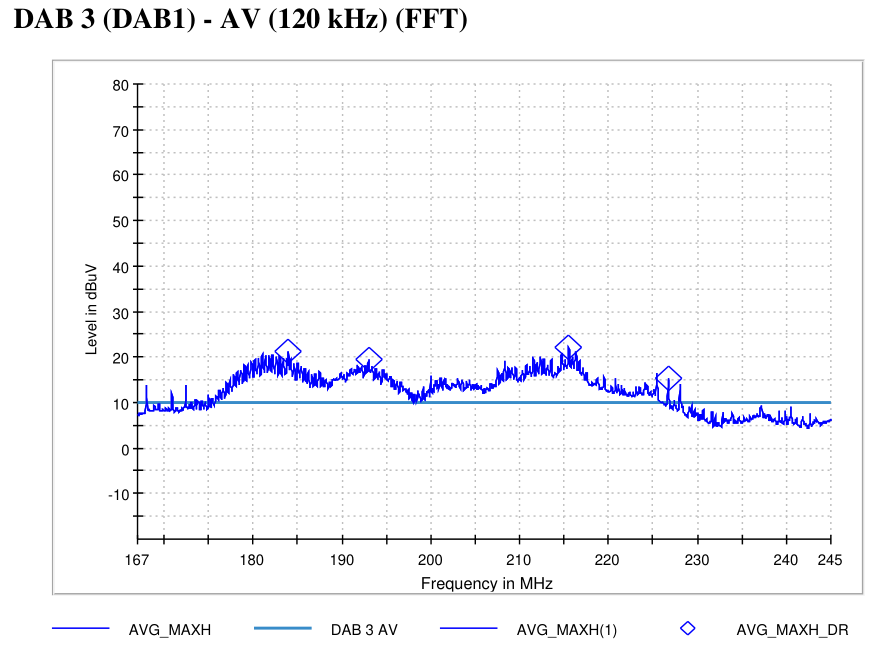 DAB 3 (DAB1) - AV (120 kHz) (FFT)
80
70
60
50
40
30
20
10
0
-10
Level in dBuV
167 180 190 200 210 220 230 240 245
Frequency in MHz
AVG_MAXH DAB 3 AV AVG_MAXH(1) AVG_MAXH_DR